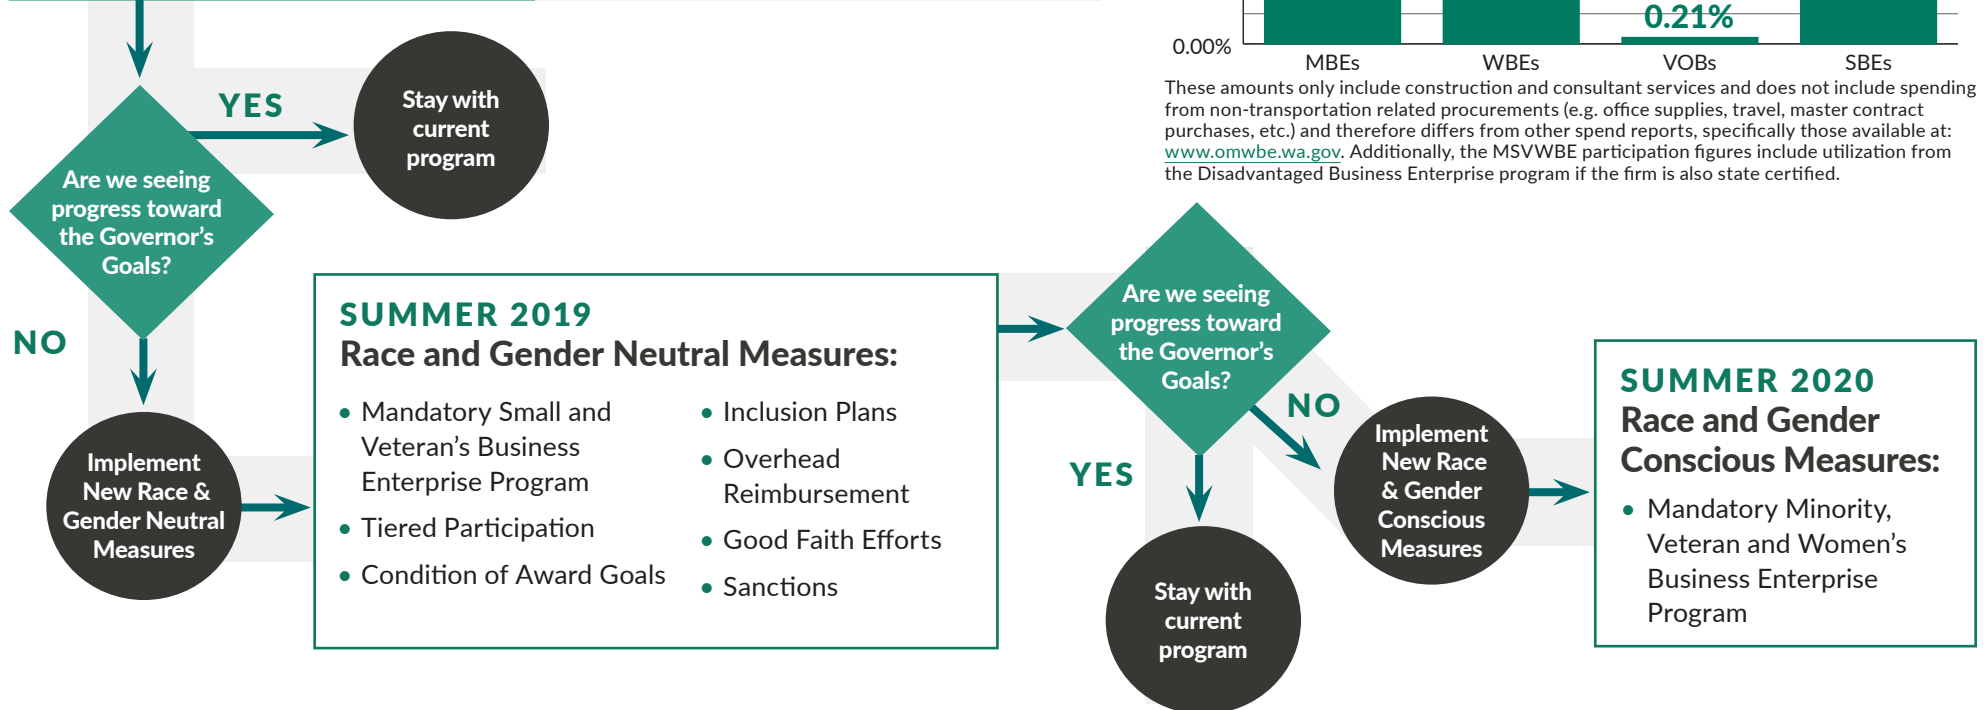 0.21%
0.00%
MBEs
WBEs
VOBs
SBEs
These amounts only include construction and consultant services and does not include spending
from non-transportation related procurements (e.g. office supplies, travel, master contract
purchases, etc.) and therefore differs from other spend reports, specifically those available at:
www.omwbe.wa.gov. Additionally, the MSVWBE participation figures include utilization from
the Disadvantaged Business Enterprise program if the firm is also state certified.
YES
Stay with
current
program
Are we seeing
progress toward
the Governor’s
Goals?
NO
Implement
New Race &
Gender Neutral
Measures
SUMMER 2019
Race and Gender Neutral Measures:
• Mandatory Small and
Veteran’s Business
Enterprise Program
• Tiered Participation
• Condition of Award Goals
• Inclusion Plans
• Overhead
Reimbursement
• Good Faith Efforts
• Sanctions
Are we seeing
progress toward
the Governor’s
Goals?
NO
YES
Stay with
current
program
Implement
New Race
& Gender
Conscious
Measures
SUMMER 2020
Race and Gender
Conscious Measures:
• Mandatory Minority,
Veteran and Women’s
Business Enterprise
Program